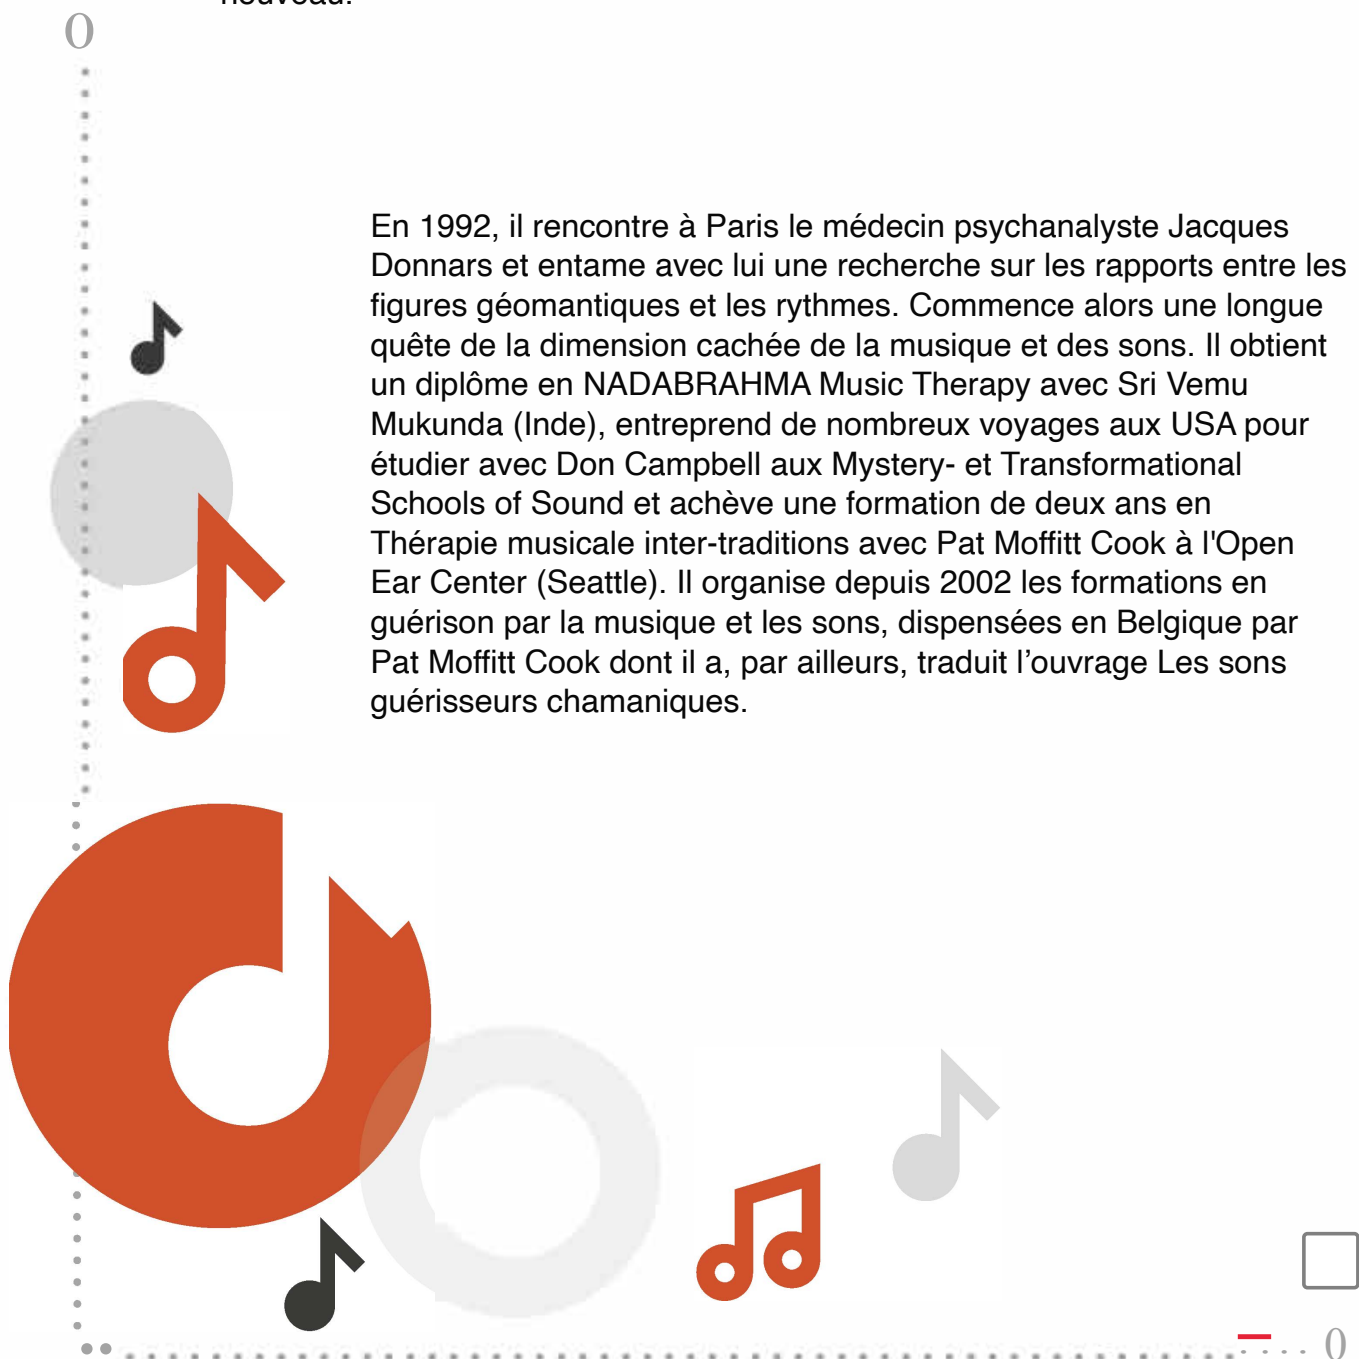 nouveau.
0
En 1992, il rencontre à Paris le médecin psychanalyste Jacques
Donnars et entame avec lui une recherche sur les rapports entre les
figures géomantiques et les rythmes. Commence alors une longue
quête de la dimension cachée de la musique et des sons. Il obtient
un diplôme en NADABRAHMA Music Therapy avec Sri Vemu
Mukunda (Inde), entreprend de nombreux voyages aux USA pour
étudier avec Don Campbell aux Mystery- et Transformational
Schools of Sound et achève une formation de deux ans en
Thérapie musicale inter-traditions avec Pat Moffitt Cook à l'Open
Ear Center (Seattle). Il organise depuis 2002 les formations en
guérison par la musique et les sons, dispensées en Belgique par
Pat Moffitt Cook dont il a, par ailleurs, traduit l’ouvrage Les sons
guérisseurs chamaniques.
0